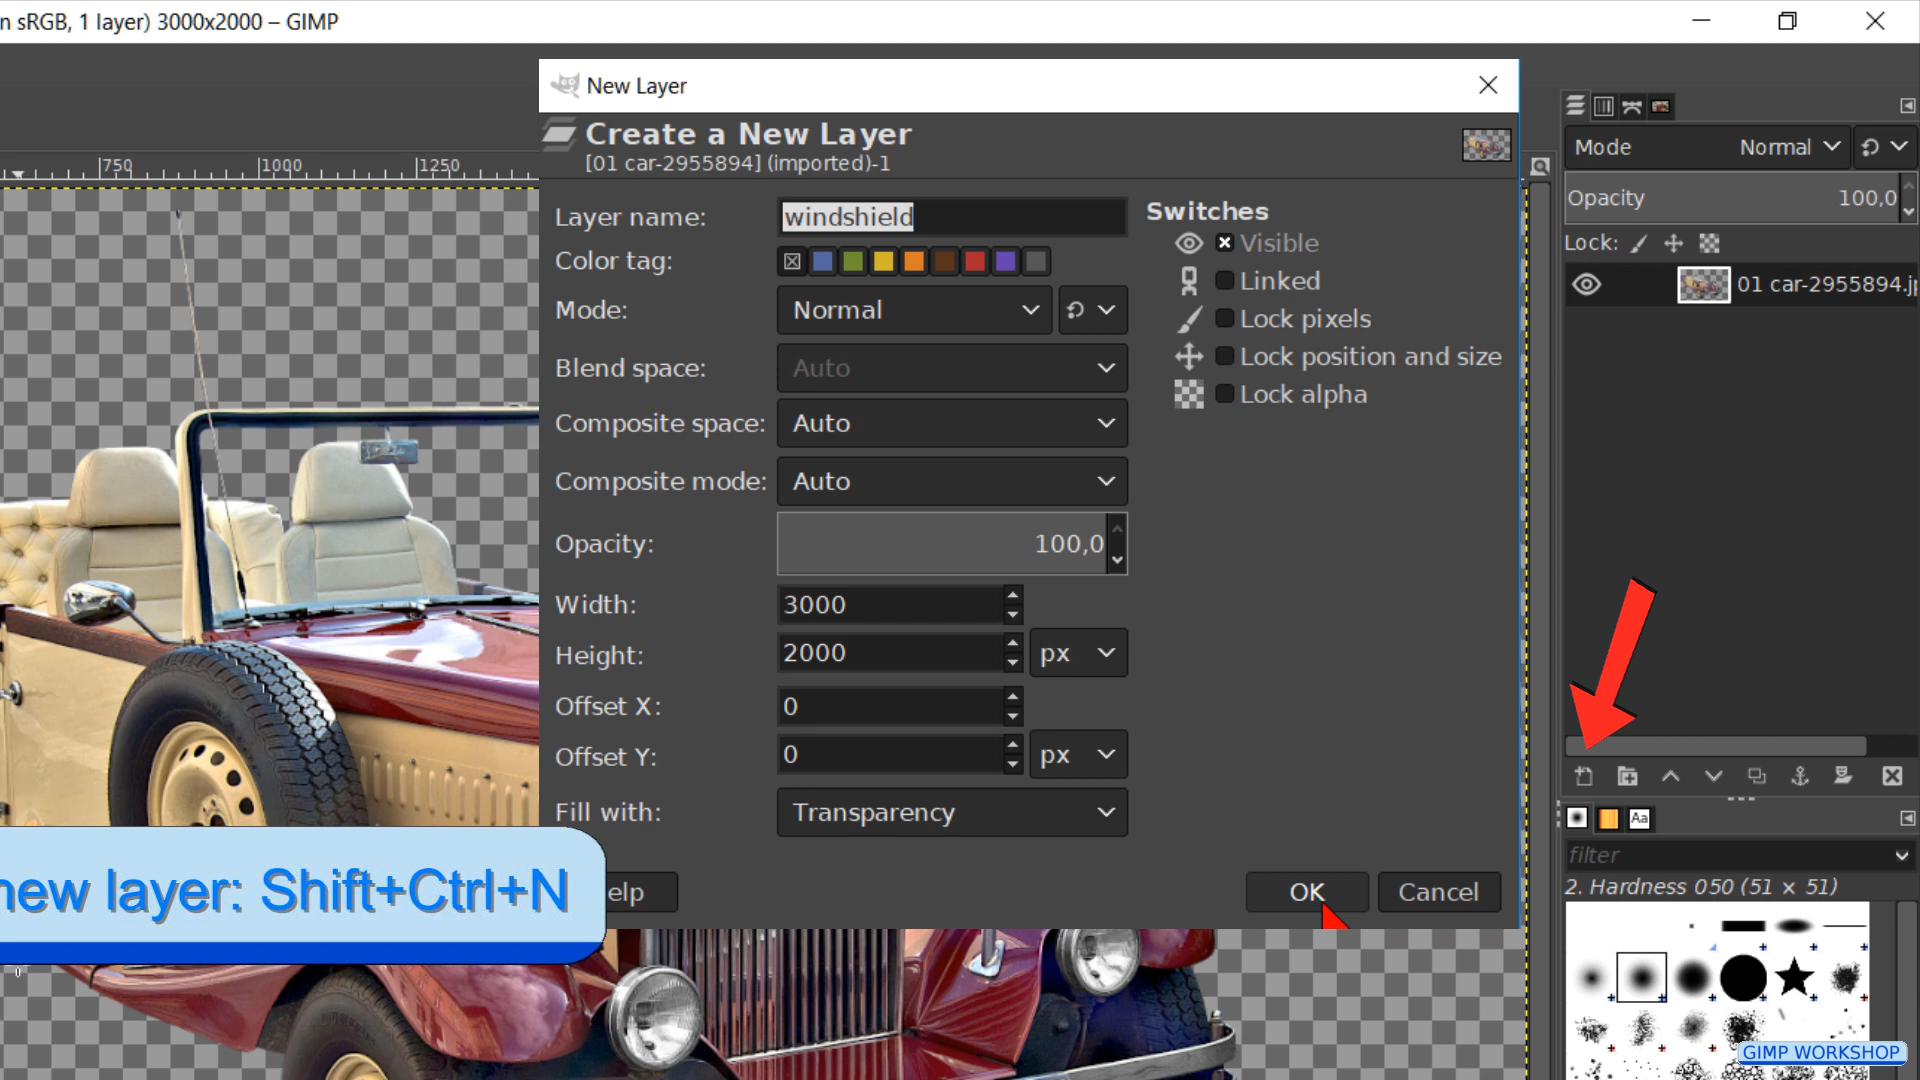 n sRGB, 1 layer) 3000x2000 – GIMP
New Layer
Create a New Layer
[01 car-2955894] (imported)-1
750
1000
1250
Layer name:
windshield
Color tag:
Mode:
Normal
Blend space:
Auto
Composite space:
Auto
Composite mode:
Auto
Opacity:
100,0
Width:
3000
Height:
2000
px
Offset X:
0
Offset Y:
0
px
Fill with:
Transparency
Switches
Visible
Linked
Lock pixels
Lock position and size
Lock alpha
elp
OK
Cancel
new layer: Shift+Ctrl+N
Mode
Normal
Opacity
100,0
Lock:
01 car-2955894.j
Aa
filter
2. Hardness 050 (51 × 51)
GIMP WORKSHOP